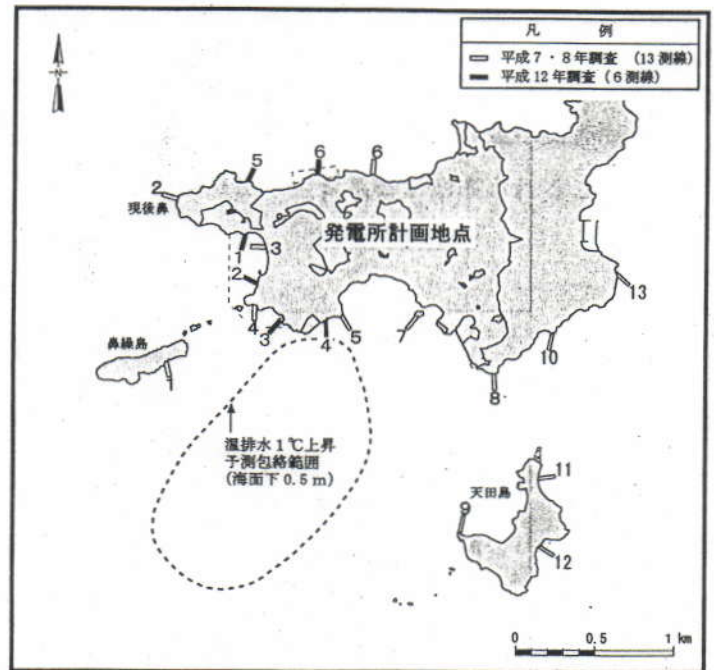 凡 例
平成7・8年調査 (13測線)
平成12年調査 (6測線)
N
5
6
6
2
現後鼻
発電所計画地点
1
3
2
13
4
3
4
5
7
10
鼻繰島
1
8
温排水1℃上昇
予測包絡範囲
(海面下0.5m)
11
天田島
9
12
0 0.5 1 km